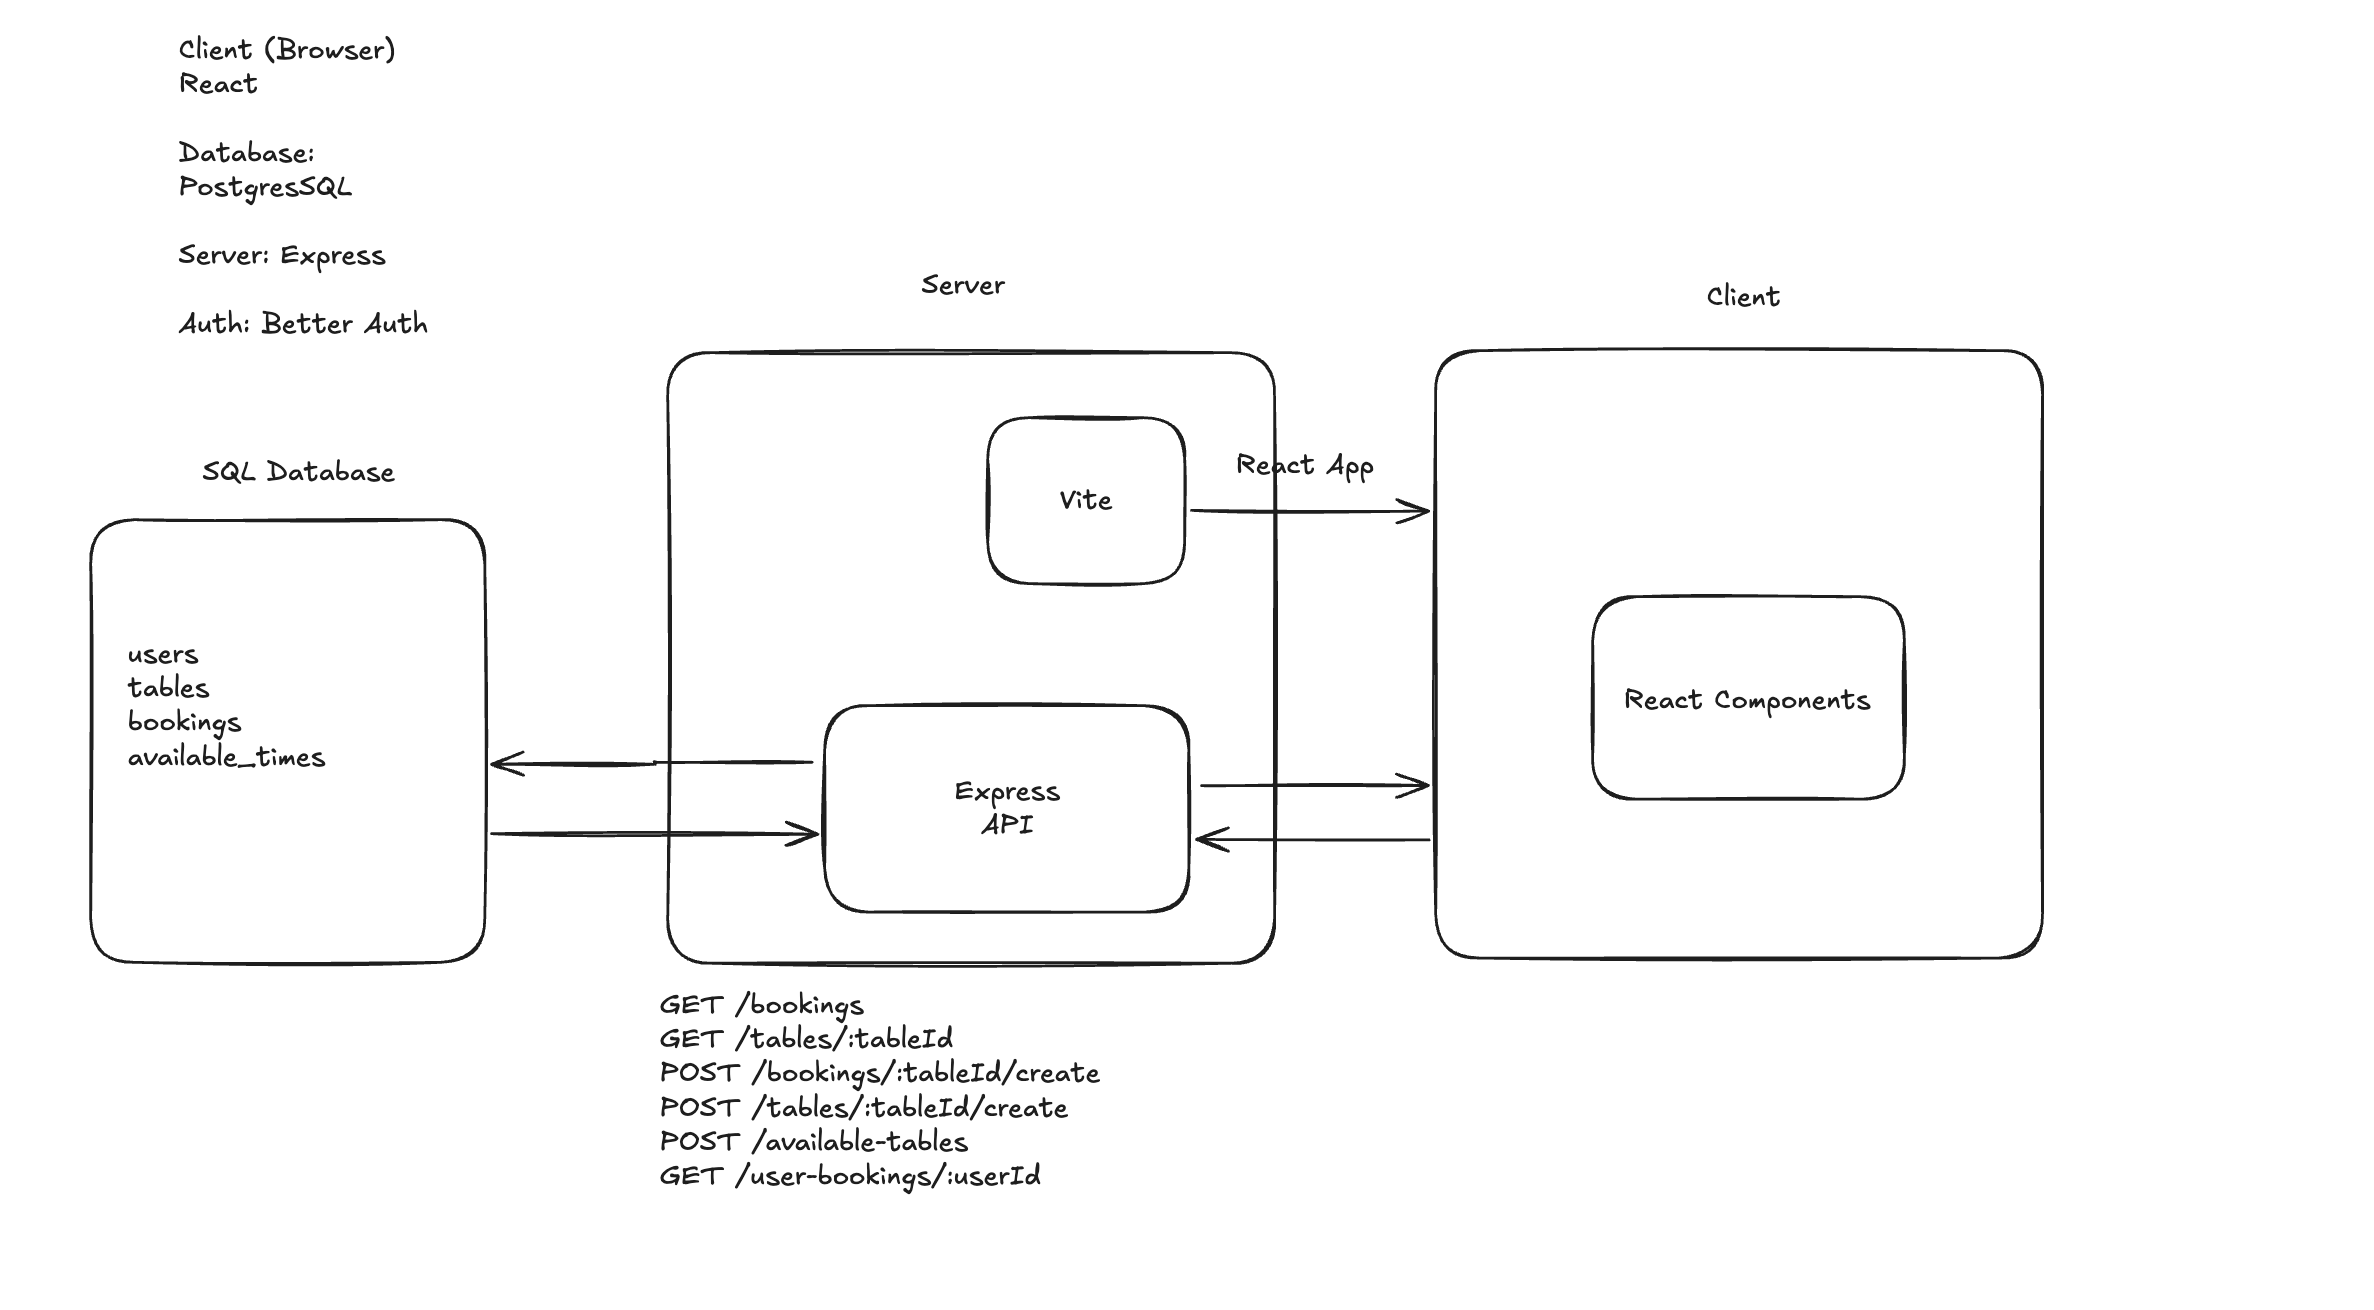 Client (Browser)
React
Database:
PostgresSQL
Server: Express
Auth: Better Auth
Server
Client
SQL Database
Vite
React App
users
tables
bookings
available_times
Express
API
React Components
GET /bookings
GET /tables/:tableId
POST /bookings/:tableId/create
POST /tables/:tableId/create
POST /available-tables
GET /user-bookings/:userId